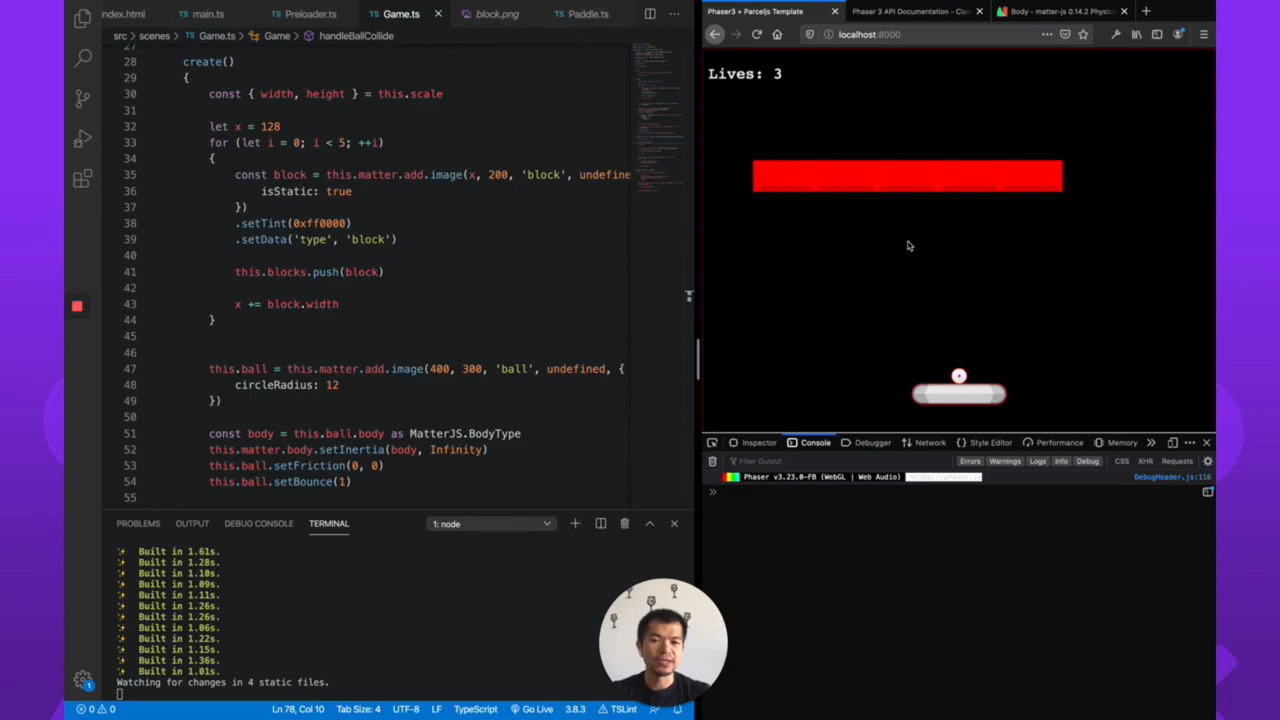 ndex.html
main.ts
Preloader.ts
Game.ts
block.png
Paddle.ts
src > scenes > Game.ts > Game > handleBallCollide
27
28 create()
29 {
30 const { width, height } = this.scale
31
32 let x = 128
33 for (let i = 0; i < 5; ++i)
34 {
35 const block = this.matter.add.image(x, 200, 'block', undefine
36 isStatic: true
37 })
38 .setTint(0xff0000)
39 .setData('type', 'block')
40
41 this.blocks.push(block)
42
43 x += block.width
44 }
45
46
47 this.ball = this.matter.add.image(400, 300, 'ball', undefined, {
48 circleRadius: 12
49 })
50
51 const body = this.ball.body as MatterJS.BodyType
52 this.matter.body.setInertia(body, Infinity)
53 this.ball.setFriction(0, 0)
54 this.ball.setBounce(1)
55
PROBLEMS OUTPUT DEBUG CONSOLE TERMINAL 1: node
Built in 1.61s.
Built in 1.28s.
Built in 1.10s.
Built in 1.09s.
Built in 1.11s.
Built in 1.26s.
Built in 1.26s.
Built in 1.06s.
Built in 1.22s.
Built in 1.15s.
Built in 1.36s.
Built in 1.01s.
Watching for changes in 4 static files.
1
0 0 Ln 78, Col 10 Tab Size: 4 UTF-8 LF TypeScript Go Live 3.8.3 TSLint
Phaser3 + Parceljs Template
Phaser 3 API Documentation - Cla
Body - matter-js 0.14.2 Physic
localhost:8000
Lives: 3
Inspector Console Debugger Network Style Editor Performance Memory
Filter Output Errors Warnings Logs Info Debug CSS XHR Requests
Phaser v3.23.0-FB (WebGL | Web Audio) DebugHeader.js:116